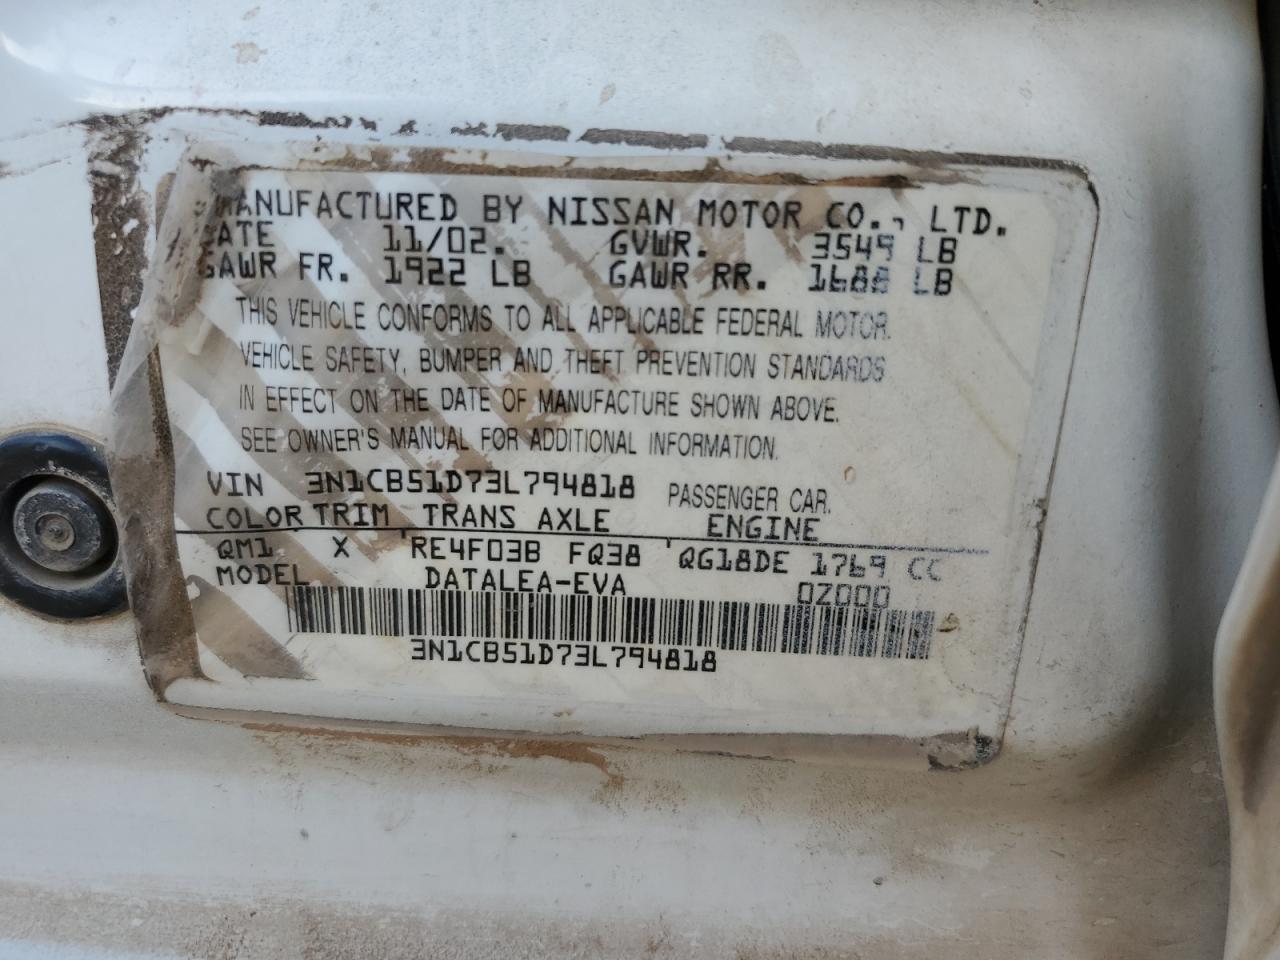 MANUFACTURED BY NISSAN MOTOR CO., LTD.
DATE 11/02. GVWR. 3549 LB
GAWR FR. 1922 LB GAWR RR. 1688 LB
THIS VEHICLE CONFORMS TO ALL APPLICABLE FEDERAL MOTOR.
VEHICLE SAFETY, BUMPER AND THEFT PREVENTION STANDARDS
IN EFFECT ON THE DATE OF MANUFACTURE SHOWN ABOVE.
SEE OWNER'S MANUAL FOR ADDITIONAL INFORMATION.
VIN 3N1CB51D73L794818 PASSENGER CAR.
COLOR TRIM TRANS AXLE ENGINE
QM1 X RE4F03B FQ38 QG18DE 1769 CC
MODEL DATALEA-EVA 0Z000
3N1CB51D73L794818